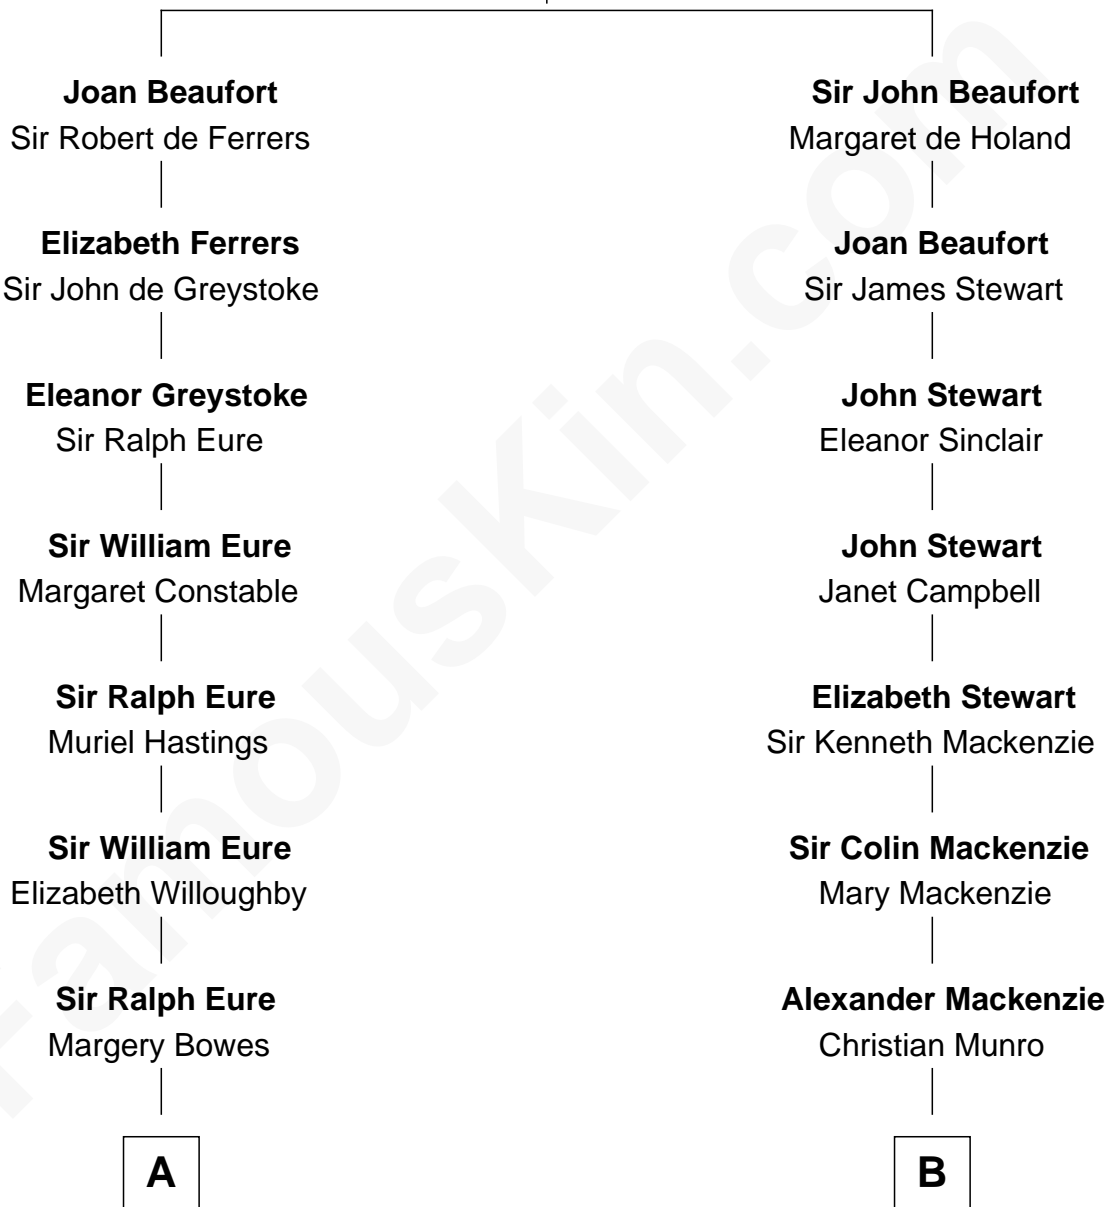 Joan Beaufort
Sir Robert de Ferrers
Elizabeth Ferrers
Sir John de Greystoke
Eleanor Greystoke
Sir Ralph Eure
Sir William Eure
Margaret Constable
Sir Ralph Eure
Muriel Hastings
Sir William Eure
Elizabeth Willoughby
Sir Ralph Eure
Margery Bowes
A
Sir John Beaufort
Margaret de Holand
Joan Beaufort
Sir James Stewart
John Stewart
Eleanor Sinclair
John Stewart
Janet Campbell
Elizabeth Stewart
Sir Kenneth Mackenzie
Sir Colin Mackenzie
Mary Mackenzie
Alexander Mackenzie
Christian Munro
B
FamousKin.com